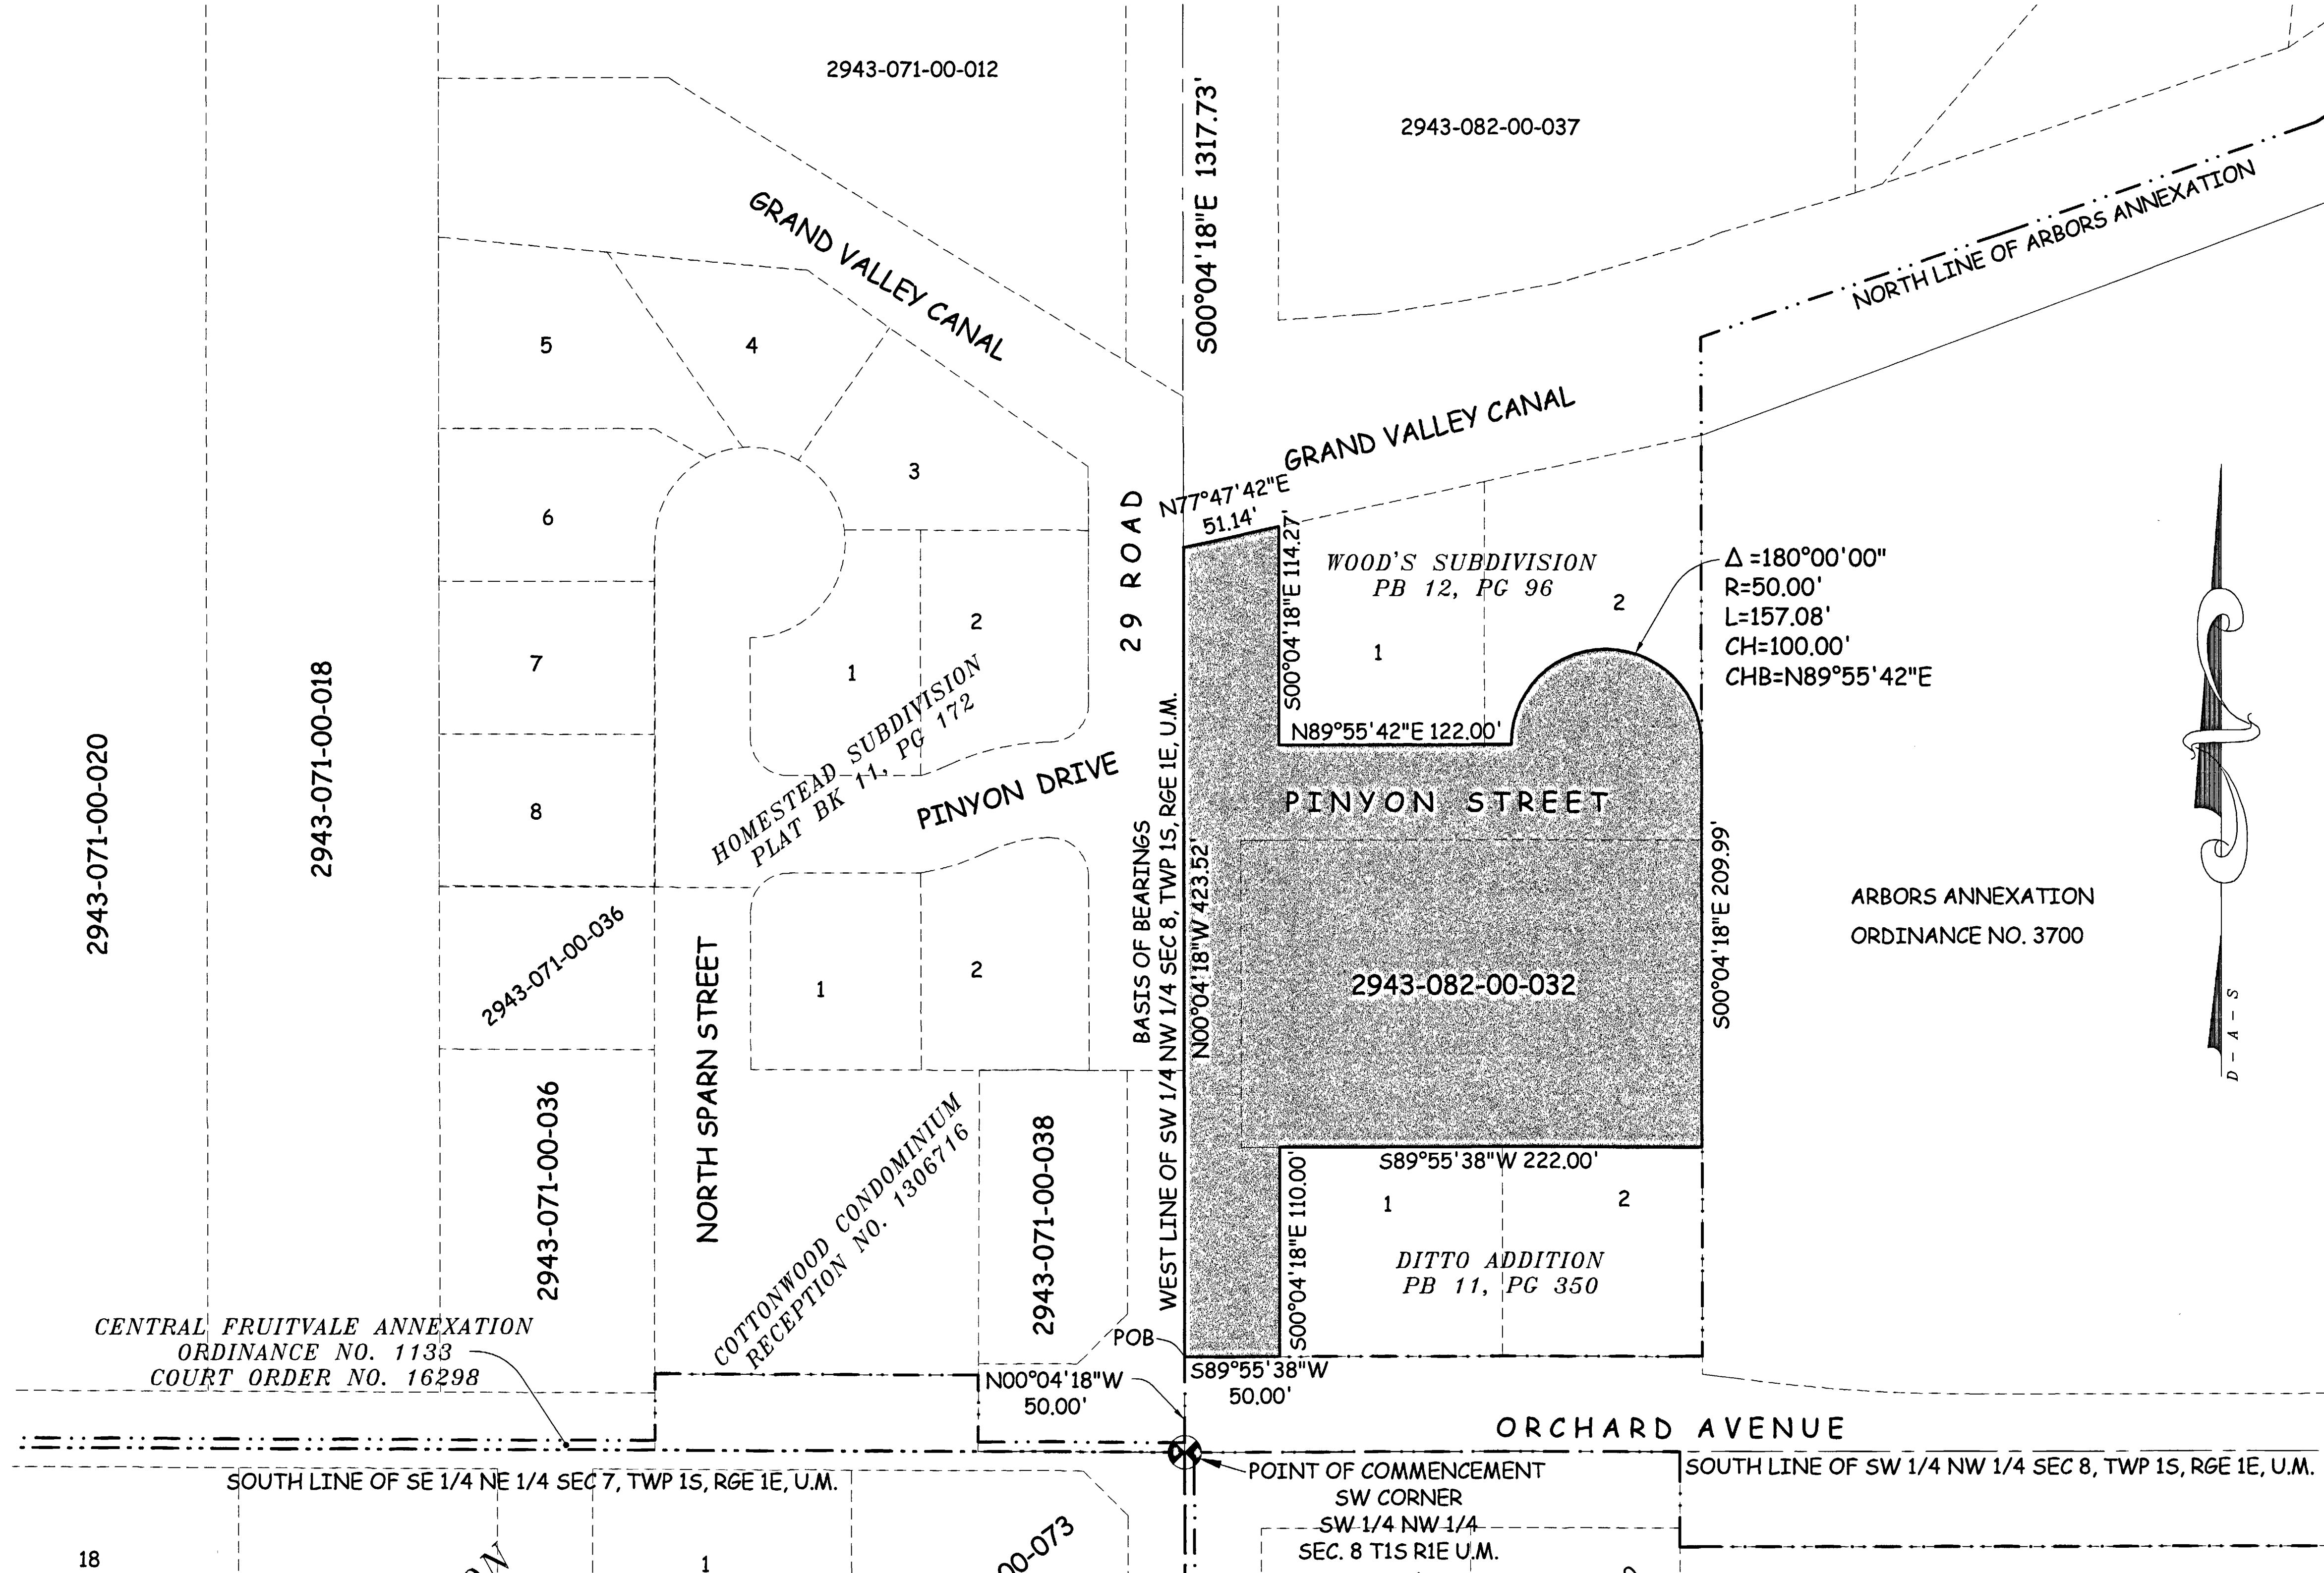 2943-071-00-012
2943-082-00-037
S00°04'18"E 1317.73'
GRAND VALLEY CANAL
NORTH LINE OF ARBORS ANNEXATION
5
4
3
6
7
8
2
1
GRAND VALLEY CANAL
N77°47'42"E
51.14'
29 ROAD
S00°04'18"E 114.27'
WOOD'S SUBDIVISION
PB 12, PG 96
1
2
Δ =180°00'00"
R=50.00'
L=157.08'
CH=100.00'
CHB=N89°55'42"E
N89°55'42"E 122.00'
HOMESTEAD SUBDIVISION
PLAT BK 11, PG 172
PINYON DRIVE
PINYON STREET
2943-071-00-020
2943-071-00-018
BASIS OF BEARINGS
WEST LINE OF SW 1/4 NW 1/4 SEC 8, TWP 1S, RGE 1E, U.M.
N00°04'18"W 423.52'
S00°04'18"E 209.99'
ARBORS ANNEXATION
ORDINANCE NO. 3700
2943-082-00-032
2943-071-00-036
NORTH SPARN STREET
1
2
D-A-S
2943-071-00-036
COTTONWOOD CONDOMINIUM
RECEPTION NO. 1306716
2943-071-00-038
S89°55'38"W 222.00'
S00°04'18"E 110.00'
1
2
DITTO ADDITION
PB 11, PG 350
CENTRAL FRUITVALE ANNEXATION
ORDINANCE NO. 1133
COURT ORDER NO. 16298
POB
N00°04'18"W
50.00'
S89°55'38"W
50.00'
ORCHARD AVENUE
SOUTH LINE OF SE 1/4 NE 1/4 SEC 7, TWP 1S, RGE 1E, U.M.
POINT OF COMMENCEMENT
SW CORNER
SW 1/4 NW 1/4
SEC. 8 T1S R1E U.M.
SOUTH LINE OF SW 1/4 NW 1/4 SEC 8, TWP 1S, RGE 1E, U.M.
18
1
00-073